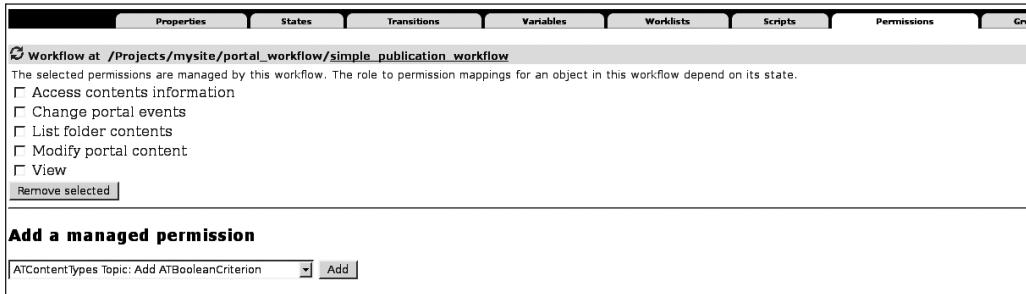 Properties States Transitions Variables Worklists Scripts Permissions
Workflow at /Projects/mysite/portal_workflow/simple_publication_workflow
The selected permissions are managed by this workflow. The role to permission mappings for an object in this workflow depend on its state.
Access contents information
Change portal events
List folder contents
Modify portal content
View
Remove selected
Add a managed permission
ATContentTypes Topic: Add ATBooleanCriterion Add